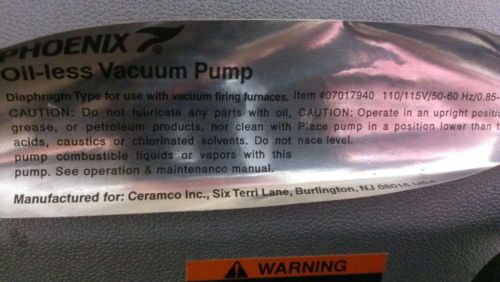 PHOENIX 7
Oil-less Vacuum Pump
Diaphragm Type for use with vacuum firing furnaces. Item #07017940 110/115V/50-60 Hz/0.85-
CAUTION: Do not lubricate any parts with oil,
grease, or petroleum products, nor clean with
acids, caustics or chlorinated solvents. Do not
pump combustible liquids or vapors with this
pump. See operation & maintenance manual.
CAUTION: Operate in an upright positi
Place pump in a position lower than
nace level.
Manufactured for: Ceramco Inc., Six Terri Lane, Burlington, NJ 08016
WARNING